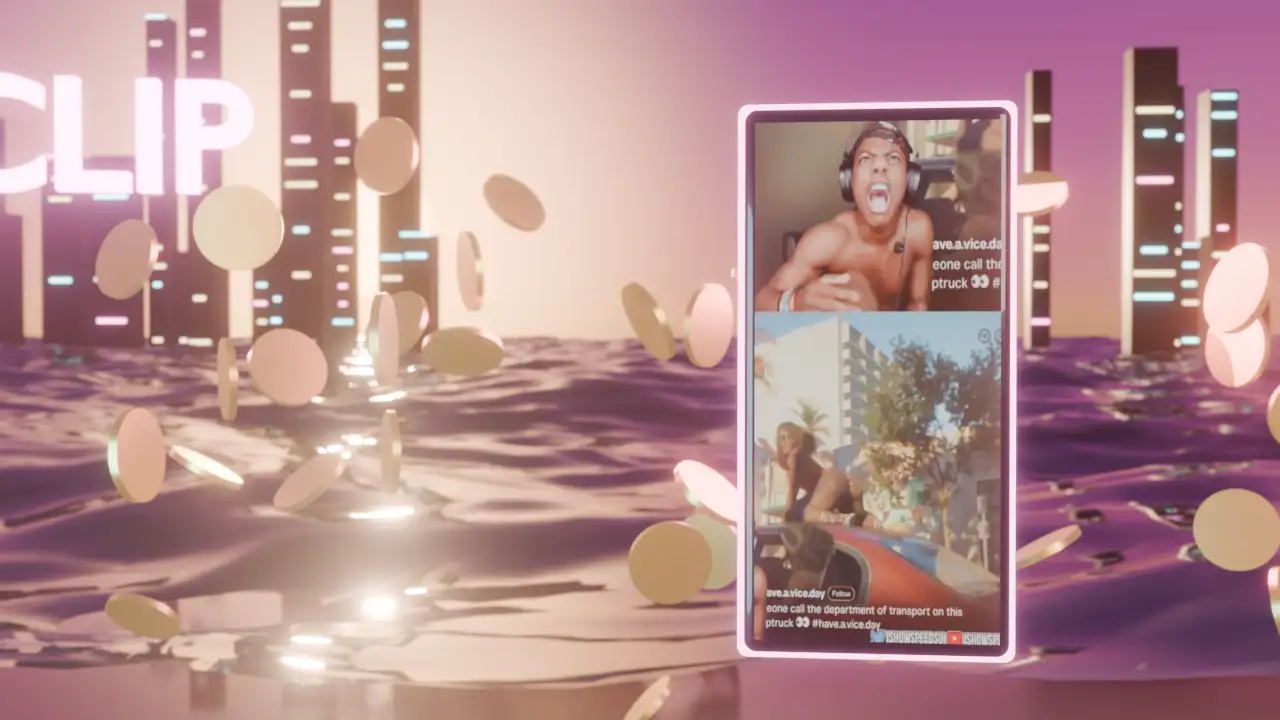 CLIP
ave.a.vice.da
eone call the
ptruck 👀 #
ave.a.vice.day Follow
eone call the department of transport on this
ptruck 👀 #have.a.vice.day
ISHOWSPEEDSUI ISHOWSPE